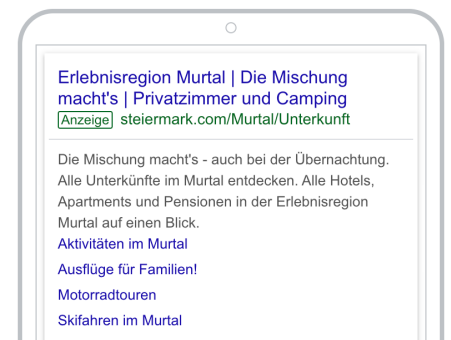 Erlebnisregion Murtal | Die Mischung
macht's | Privatzimmer und Camping
Anzeige steiermark.com/Murtal/Unterkunft
Die Mischung macht's - auch bei der Übernachtung.
Alle Unterkünfte im Murtal entdecken. Alle Hotels,
Apartments und Pensionen in der Erlebnisregion
Murtal auf einen Blick.
Aktivitäten im Murtal
Ausflüge für Familien!
Motorradtouren
Skifahren im Murtal